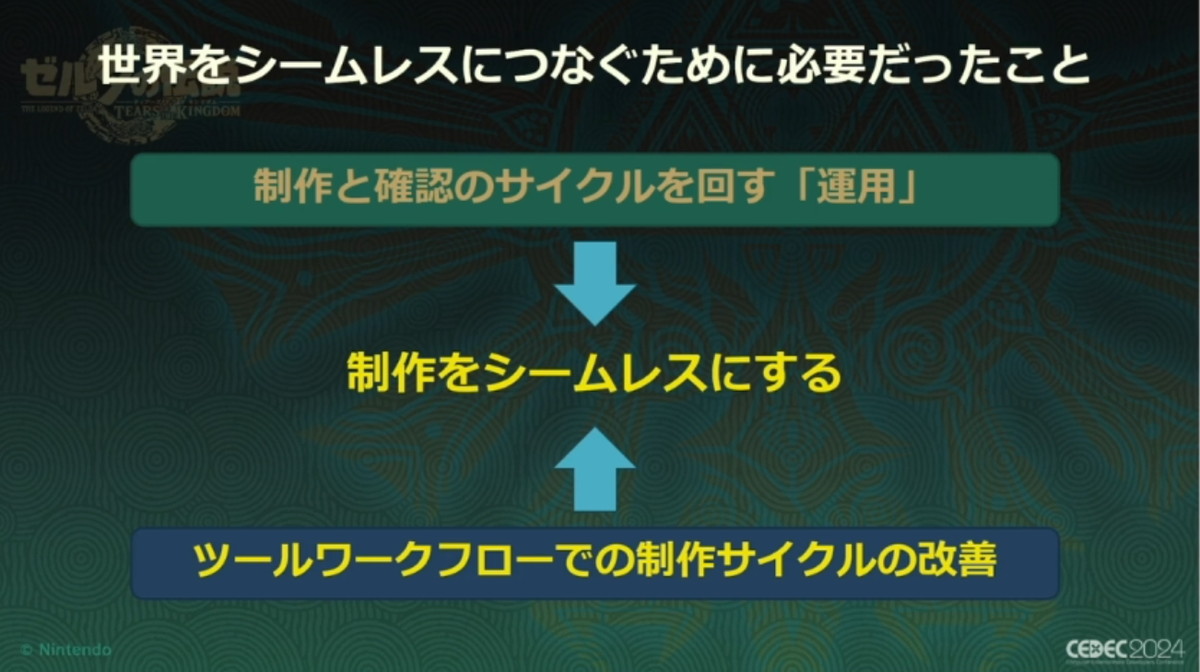 世界をシームレスにつなぐために必要だったこと
ゼルダの伝説
TEARS OF THE KINGDOM
制作と確認のサイクルを回す「運用」
制作をシームレスにする
ツールワークフローでの制作サイクルの改善
© Nintendo
CEDEC2024